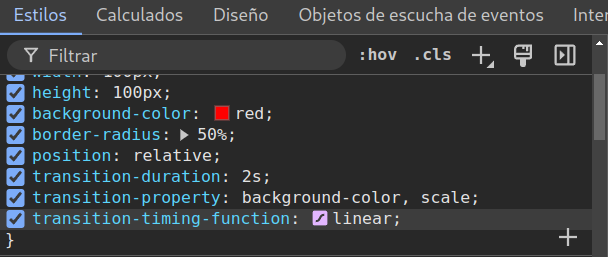 Estilos Calculados Diseño Objetos de escucha de eventos Inter
Filtrar :hov .cls
width: 100px;
height: 100px;
background-color: red;
border-radius: 50%;
position: relative;
transition-duration: 2s;
transition-property: background-color, scale;
transition-timing-function: linear;
}